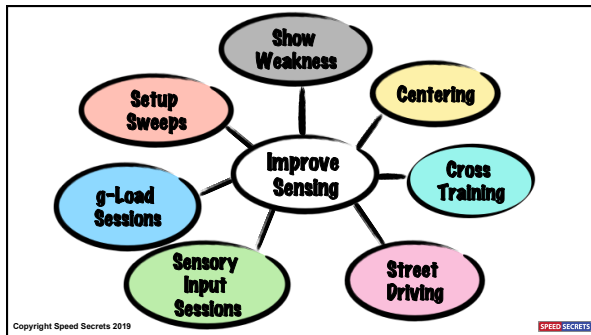 Show
Weakness
Setup
Sweeps
Centering
Improve
Sensing
Cross
Training
g-Load
Sessions
Sensory
Input
Sessions
Street
Driving
Copyright Speed Secrets 2019
SPEED SECRETS